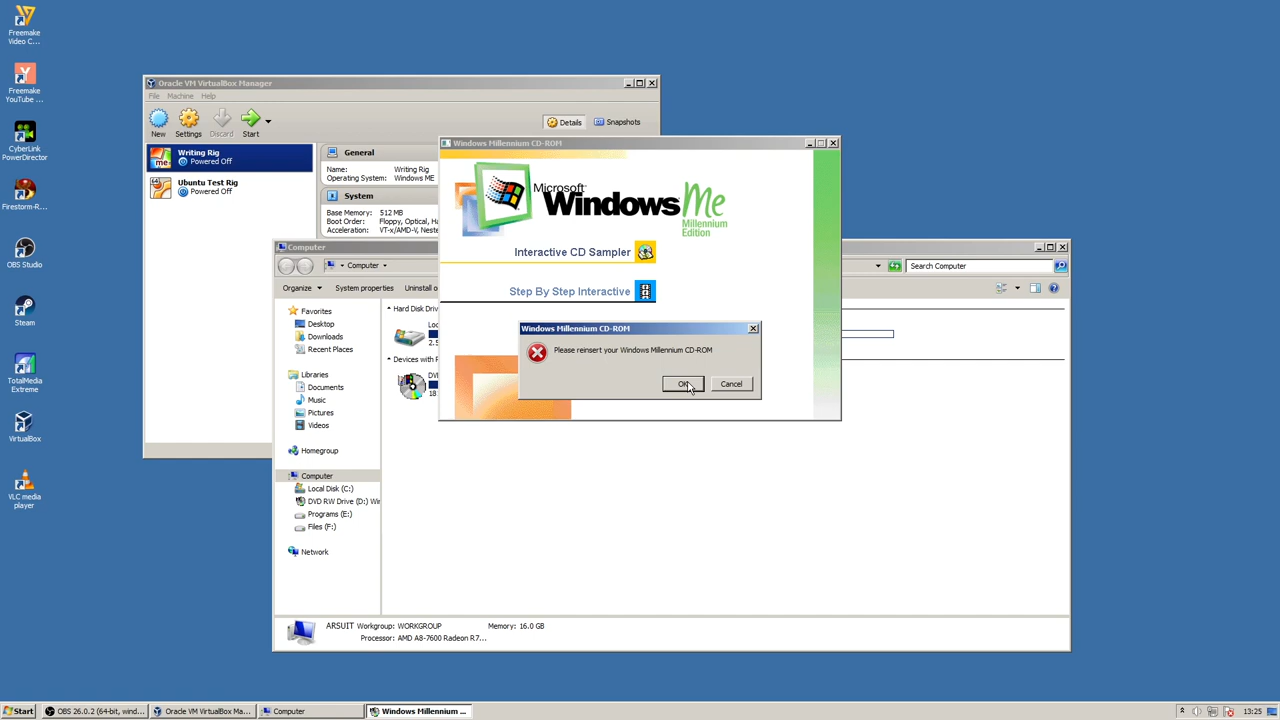 Freemake
Video C...
Freemake
YouTube ...
CyberLink
PowerDirector
Firestorm-R...
OBS Studio
Steam
TotalMedia
Extreme
VirtualBox
VLC media
player
Oracle VM VirtualBox Manager
File Machine Help
New Settings Discard Start
Details Snapshots
Writing Rig
Powered Off
Ubuntu Test Rig
Powered Off
General
Name: Writing Rig
Operating System: Windows ME
System
Base Memory: 512 MB
Boot Order: Floppy, Optical, Ha
Acceleration: VT-x/AMD-V, Neste
Windows Millennium CD-ROM
Microsoft
Windows Me
Millennium
Edition
Interactive CD Sampler
Step By Step Interactive
Windows Millennium CD-ROM
Please reinsert your Windows Millennium CD-ROM
OK Cancel
Computer
Computer
Search Computer
Organize System properties Uninstall o
Favorites
Desktop
Downloads
Recent Places
Libraries
Documents
Music
Pictures
Videos
Homegroup
Computer
Local Disk (C:)
DVD RW Drive (D:) Wir
Programs (E:)
Files (F:)
Network
Hard Disk Driv
Loc
2.5
Devices with F
DVI
18
ARSUIT Workgroup: WORKGROUP Memory: 16.0 GB
Processor: AMD A8-7600 Radeon R7...
Start
OBS 26.0.2 (64-bit, wind...
Oracle VM VirtualBox Ma...
Computer
Windows Millennium ...
13:25